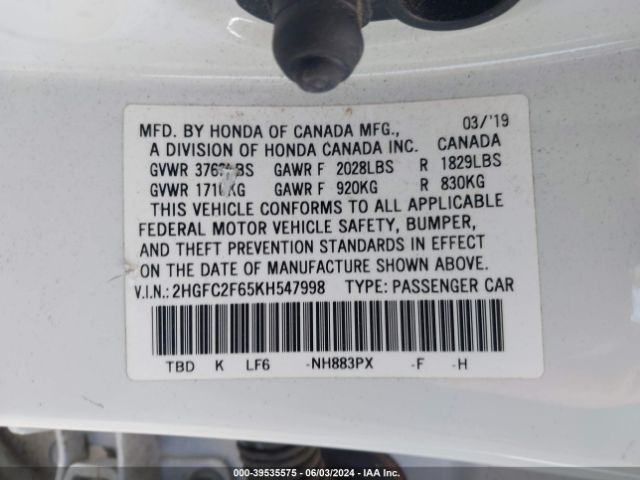 MFD. BY HONDA OF CANADA MFG., 03/'19
A DIVISION OF HONDA CANADA INC. CANADA
GVWR GAWR F 2028LBS R 1829LBS
GVWR GAWR F 920KG R 830KG
THIS VEHICLE CONFORMS TO ALL APPLICABLE
FEDERAL MOTOR VEHICLE SAFETY, BUMPER,
AND THEFT PREVENTION STANDARDS IN EFFECT
ON THE DATE OF MANUFACTURE SHOWN ABOVE.
V.I.N.: 2HGFC2F65KH547998 TYPE: PASSENGER CAR
TBD K LF6 -NH883PX -F -H
000-39535575 - 06/03/2024 - COPART, INC.